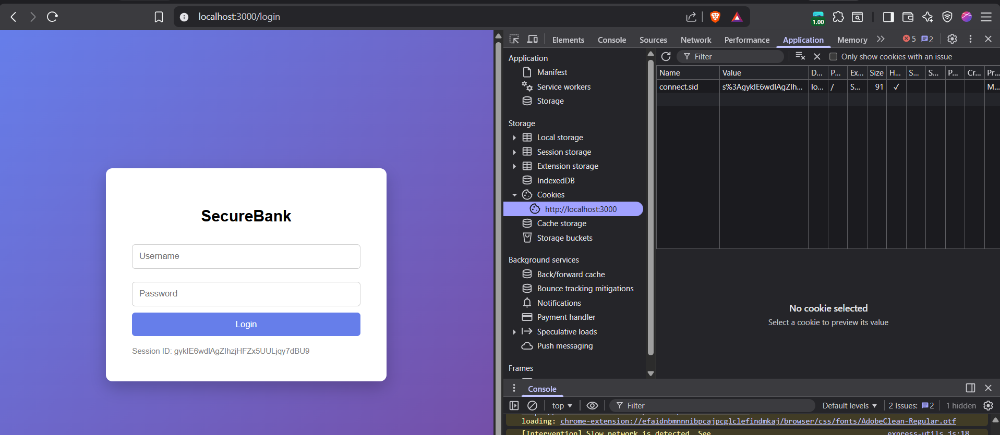 localhost:3000/login
1.00
SecureBank
Username
Password
Login
Session ID: gykIE6wdlAgZIhzjHFZx5UULjqy7dBU9
Elements Console Sources Network Performance Application Memory 5 2
Application
Manifest
Service workers
Storage
Storage
Local storage
Session storage
Extension storage
IndexedDB
Cookies
http://localhost:3000
Cache storage
Storage buckets
Background services
Back/forward cache
Bounce tracking mitigations
Notifications
Payment handler
Speculative loads
Push messaging
Frames
Filter Only show cookies with an issue
Name Value D... P... Ex... Size H... S... S... P... Cr... Pr...
connect.sid s%3AgykIE6wdlAgZIh... lo... / S... 91 ✓ M...
No cookie selected
Select a cookie to preview its value
Console
top Filter Default levels 2 Issues: 2 1 hidden
loading: chrome-extension://efaidnbmnnnibpcajpcglclefindmkaj/browser/css/fonts/AdobeClean-Regular.otf
[Intervention] Slow network is detected. See express-utils.js:18